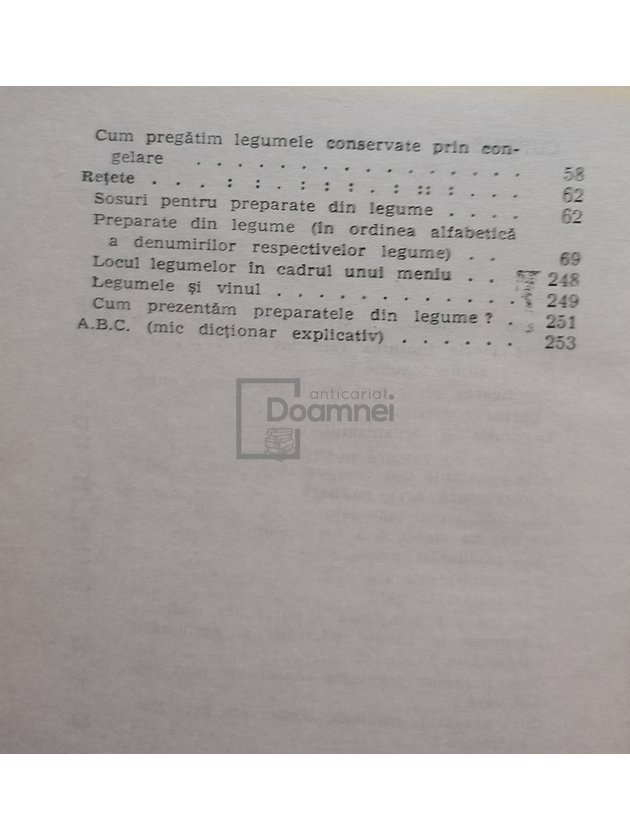 Cum pregătim legumele conservate prin con-
gelare . . . . . . . . . . . . . . 58
Rețete . . . : : . : : : . : :: : . . . 62
Sosuri pentru preparate din legume . . . . 62
Preparate din legume (în ordinea alfabetică
a denumirilor respectivelor legume) . . 69
Locul legumelor în cadrul unui meniu . . 248
Legumele și vinul . . . . . . . . . . . . 249
Cum prezentăm preparatele din legume ? . 251
A.B.C. (mic dicționar explicativ) . . . . . . 253
anticariat
Doamnei